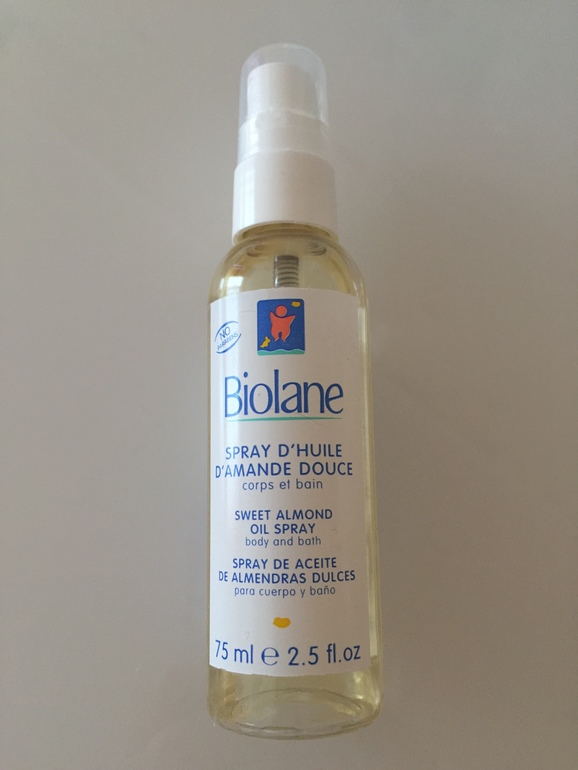 NO
PARABENS
Biolane
SPRAY D'HUILE
D'AMANDE DOUCE
corps et bain
SWEET ALMOND
OIL SPRAY
body and bath
SPRAY DE ACEITE
DE ALMENDRAS DULCES
para cuerpo y baño
75 ml e 2.5 fl.oz